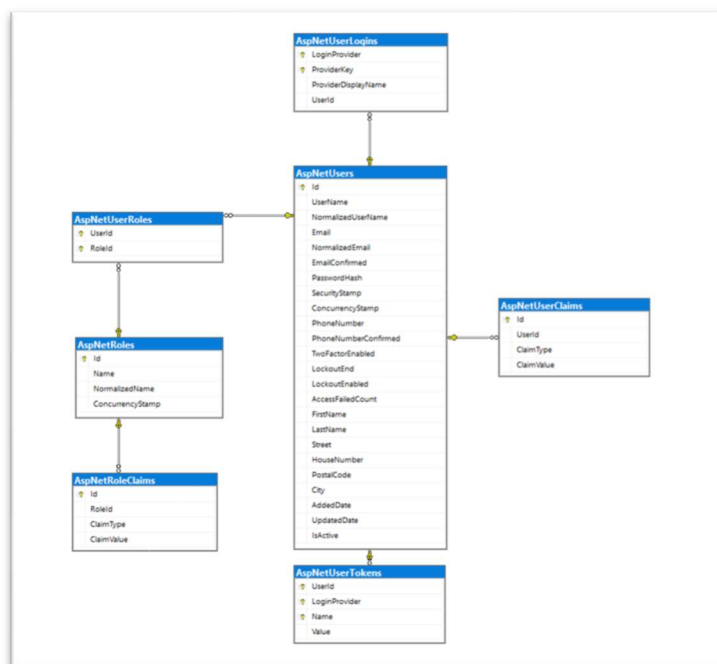 AspNetUserLogins
LoginProvider
ProviderKey
ProviderDisplayName
UserId
AspNetUsers
Id
UserName
NormalizedUserName
Email
NormalizedEmail
EmailConfirmed
PasswordHash
SecurityStamp
ConcurrencyStamp
PhoneNumber
PhoneNumberConfirmed
TwoFactorEnabled
LockoutEnd
LockoutEnabled
AccessFailedCount
FirstName
LastName
Street
HouseNumber
PostalCode
City
AddedDate
UpdatedDate
IsActive
AspNetUserRoles
UserId
RoleId
AspNetRoles
Id
Name
NormalizedName
ConcurrencyStamp
AspNetRoleClaims
Id
RoleId
ClaimType
ClaimValue
AspNetUserClaims
Id
UserId
ClaimType
ClaimValue
AspNetUserTokens
UserId
LoginProvider
Name
Value